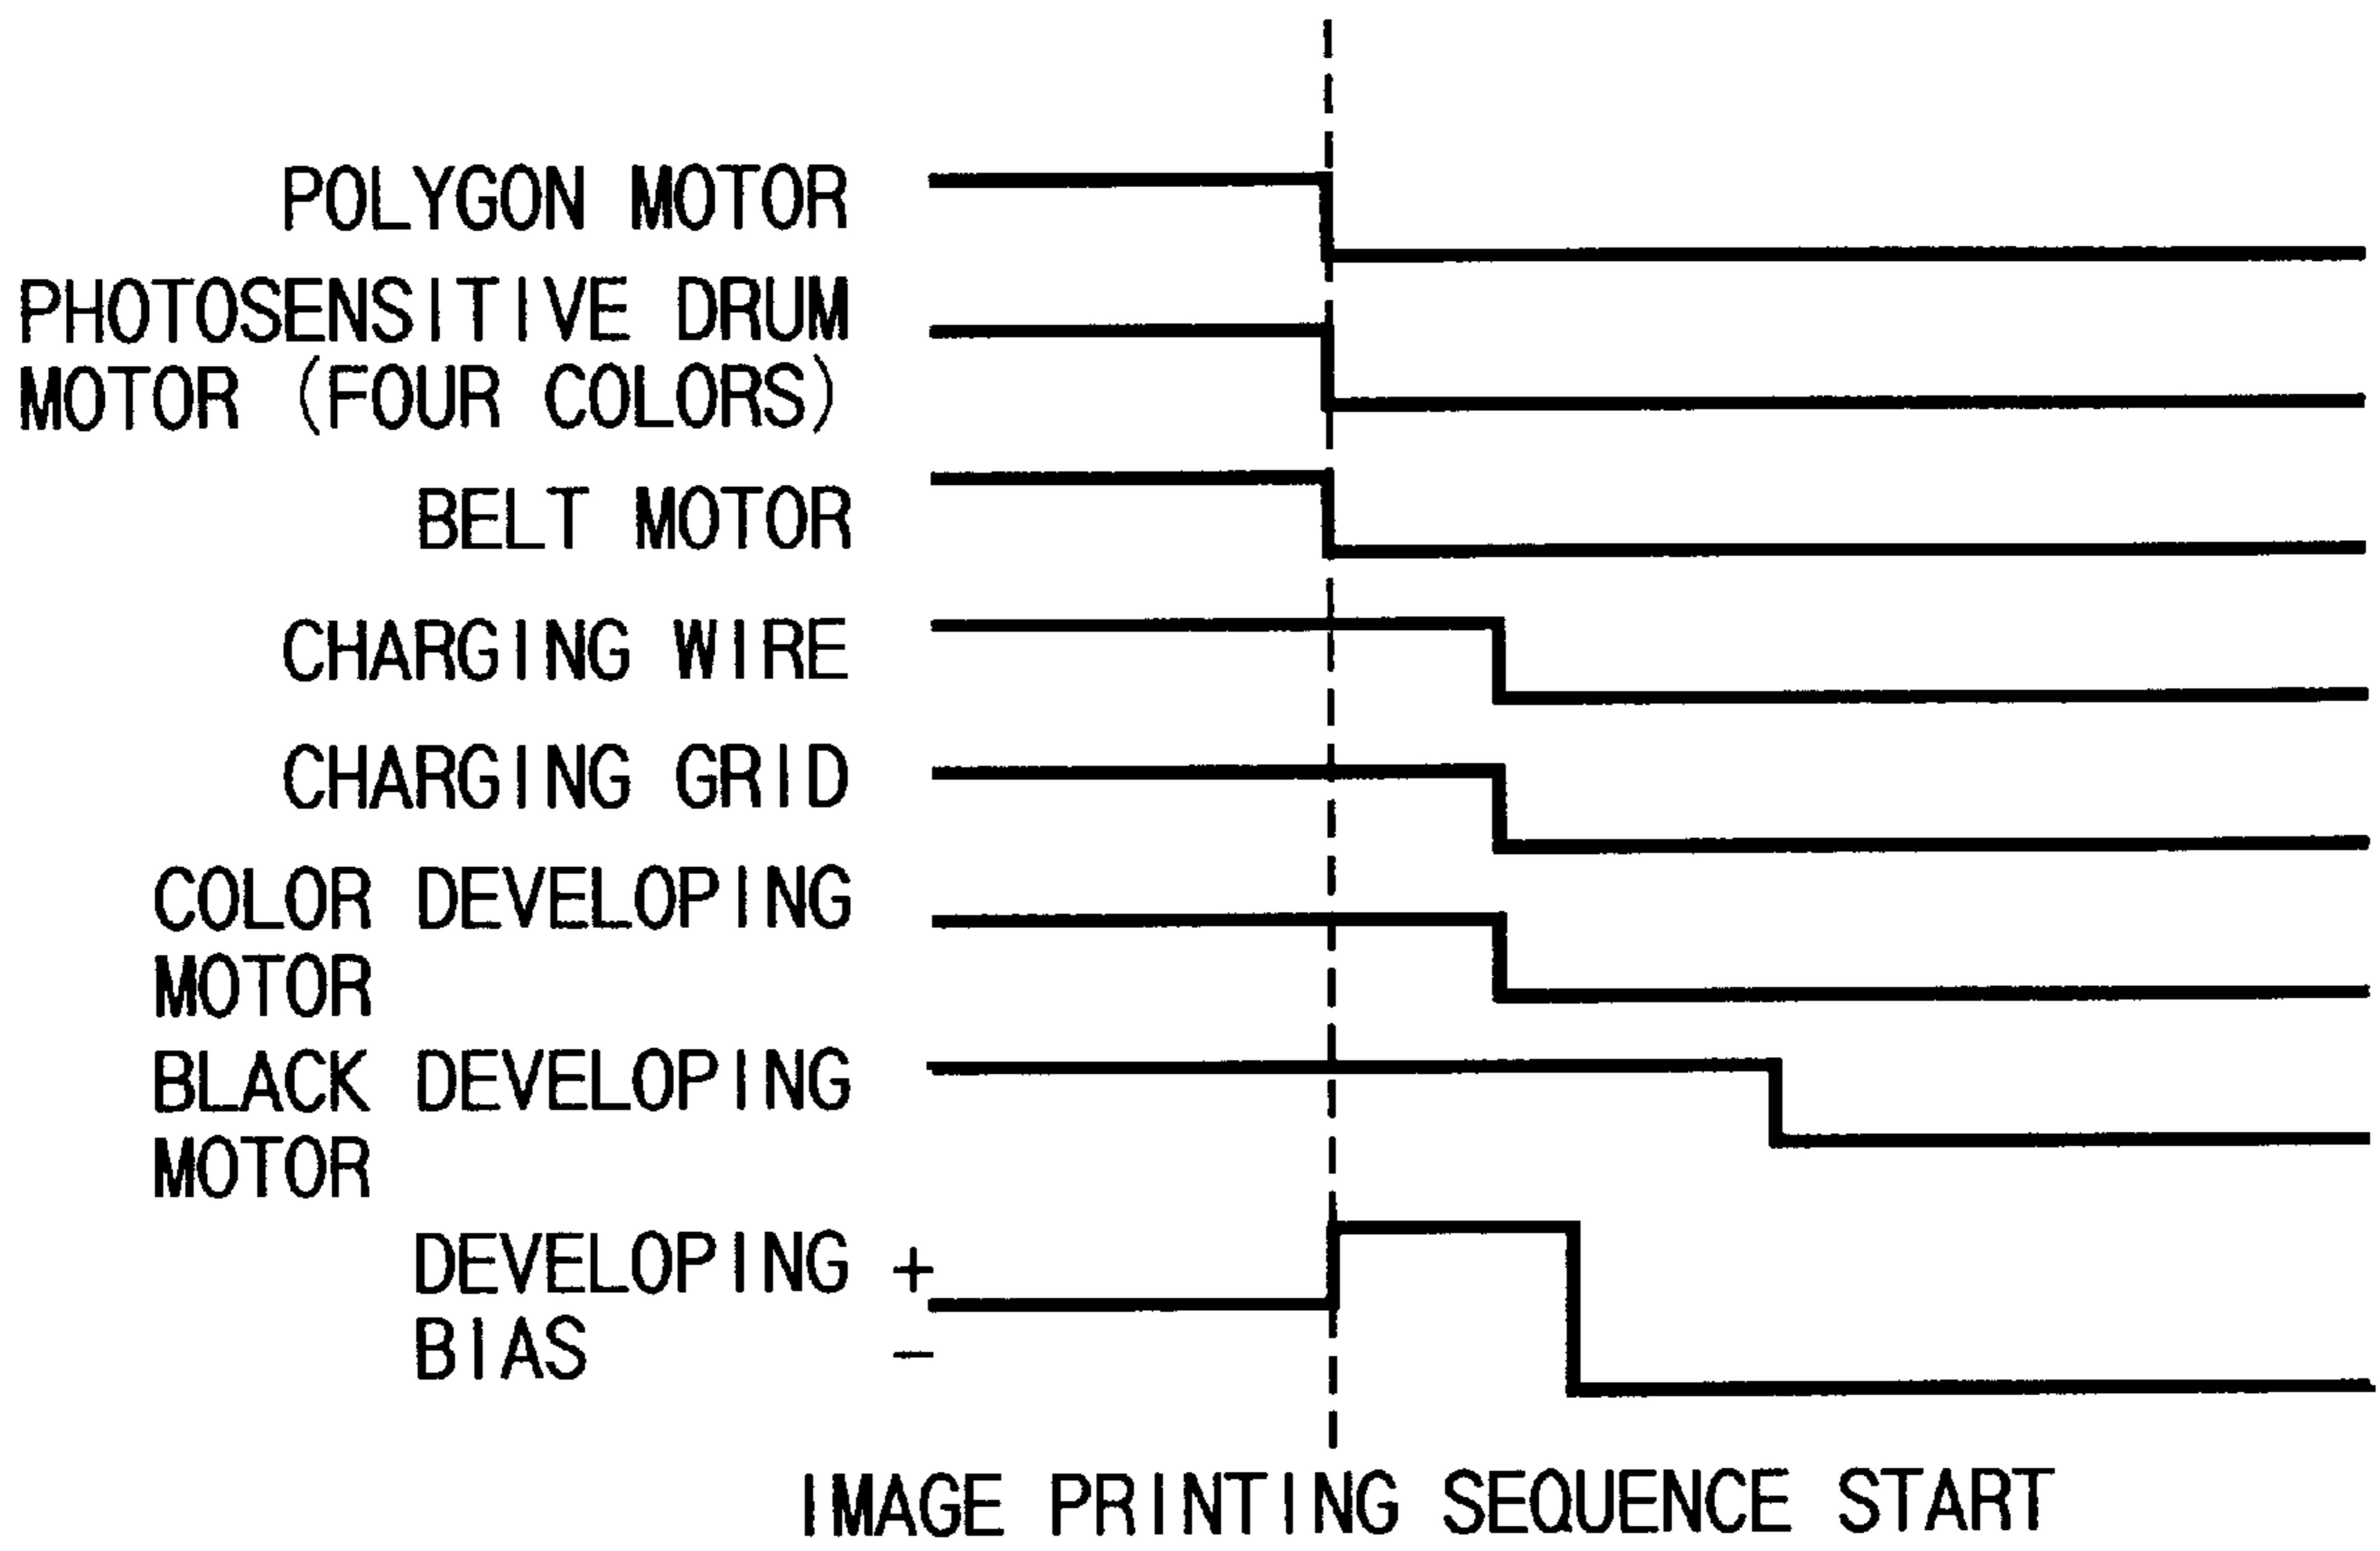 POLYGON MOTOR
PHOTOSENSITIVE DRUM
MOTOR (FOUR COLORS)
BELT MOTOR
CHARGING WIRE
CHARGING GRID
COLOR DEVELOPING
MOTOR
BLACK DEVELOPING
MOTOR
DEVELOPING +
BIAS −
IMAGE PRINTING SEQUENCE START